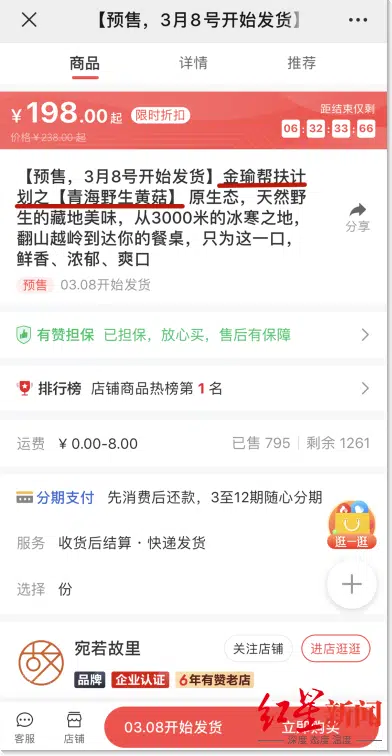 【预售，3月8号开始发货】
商品 详情 推荐
¥198.00起 限时折扣 距结束仅剩
价格¥238.00起 06:32:33:66
【预售，3月8号开始发货】金瑜帮扶计
划之【青海野生黄菇】 原生态，天然野
生的藏地美味，从3000米的冰寒之地，
翻山越岭到达你的餐桌，只为这一口，
鲜香、浓郁、爽口
分享
预售 03.08开始发货
有赞担保 已担保，放心买，售后有保障
排行榜 店铺商品热榜第 1 名
运费 ¥ 0.00-8.00 已售 795 | 剩余 1261
分期支付 先消费后还款，3至12期随心分期
逛一逛
服务 收货后结算 · 快递发货
选择 份
宛若故里 关注店铺 进店逛逛
品牌 企业认证 6年有赞老店
客服 店铺 03.08开始发货 立即购买
红星新闻
深度 态度 温度